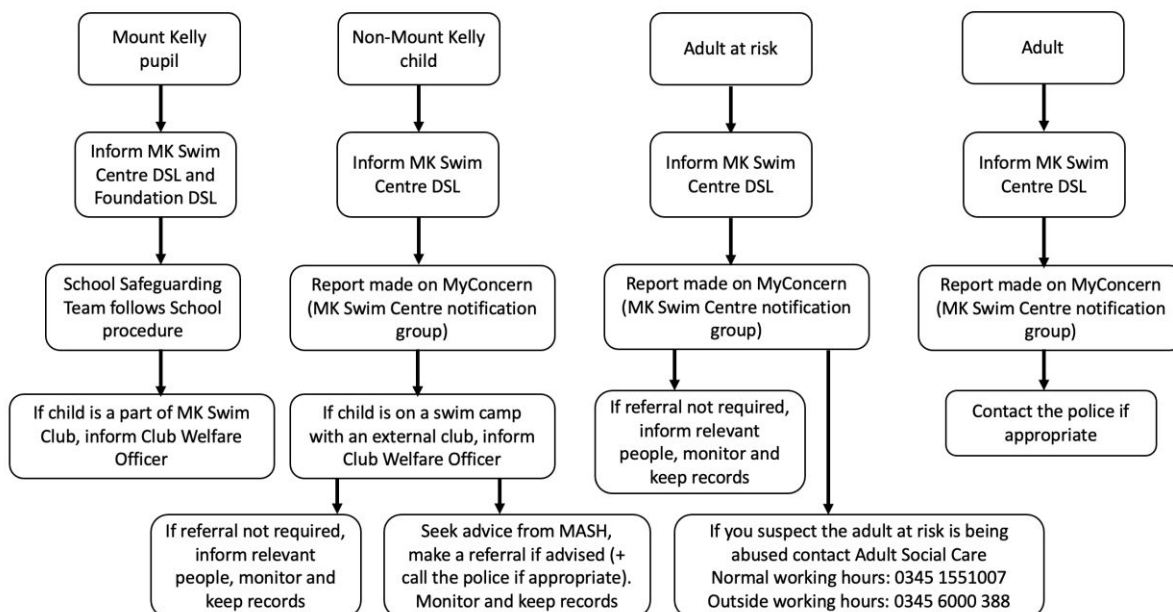 Mount Kelly
pupil
Non-Mount Kelly
child
Adult at risk
Adult
Inform MK Swim
Centre DSL and
Foundation DSL
Inform MK Swim
Centre DSL
Inform MK Swim
Centre DSL
Inform MK Swim
Centre DSL
School Safeguarding
Team follows School
procedure
Report made on MyConcern
(MK Swim Centre notification
group)
Report made on MyConcern
(MK Swim Centre notification
group)
Report made on MyConcern
(MK Swim Centre notification
group)
If child is a part of MK Swim
Club, inform Club Welfare
Officer
If child is on a swim camp
with an external club, inform
Club Welfare Officer
If referral not required,
inform relevant
people, monitor and
keep records
Contact the police if
appropriate
If referral not required,
inform relevant
people, monitor and
keep records
Seek advice from MASH,
make a referral if advised (+
call the police if appropriate).
Monitor and keep records
If you suspect the adult at risk is being
abused contact Adult Social Care
Normal working hours: 0345 1551007
Outside working hours: 0345 6000 388